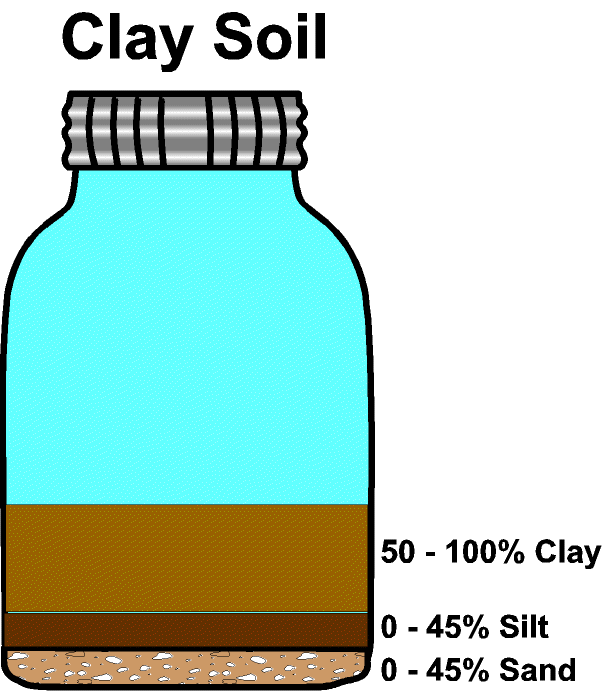 Clay Soil
50 - 100% Clay
0 - 45% Silt
0 - 45% Sand